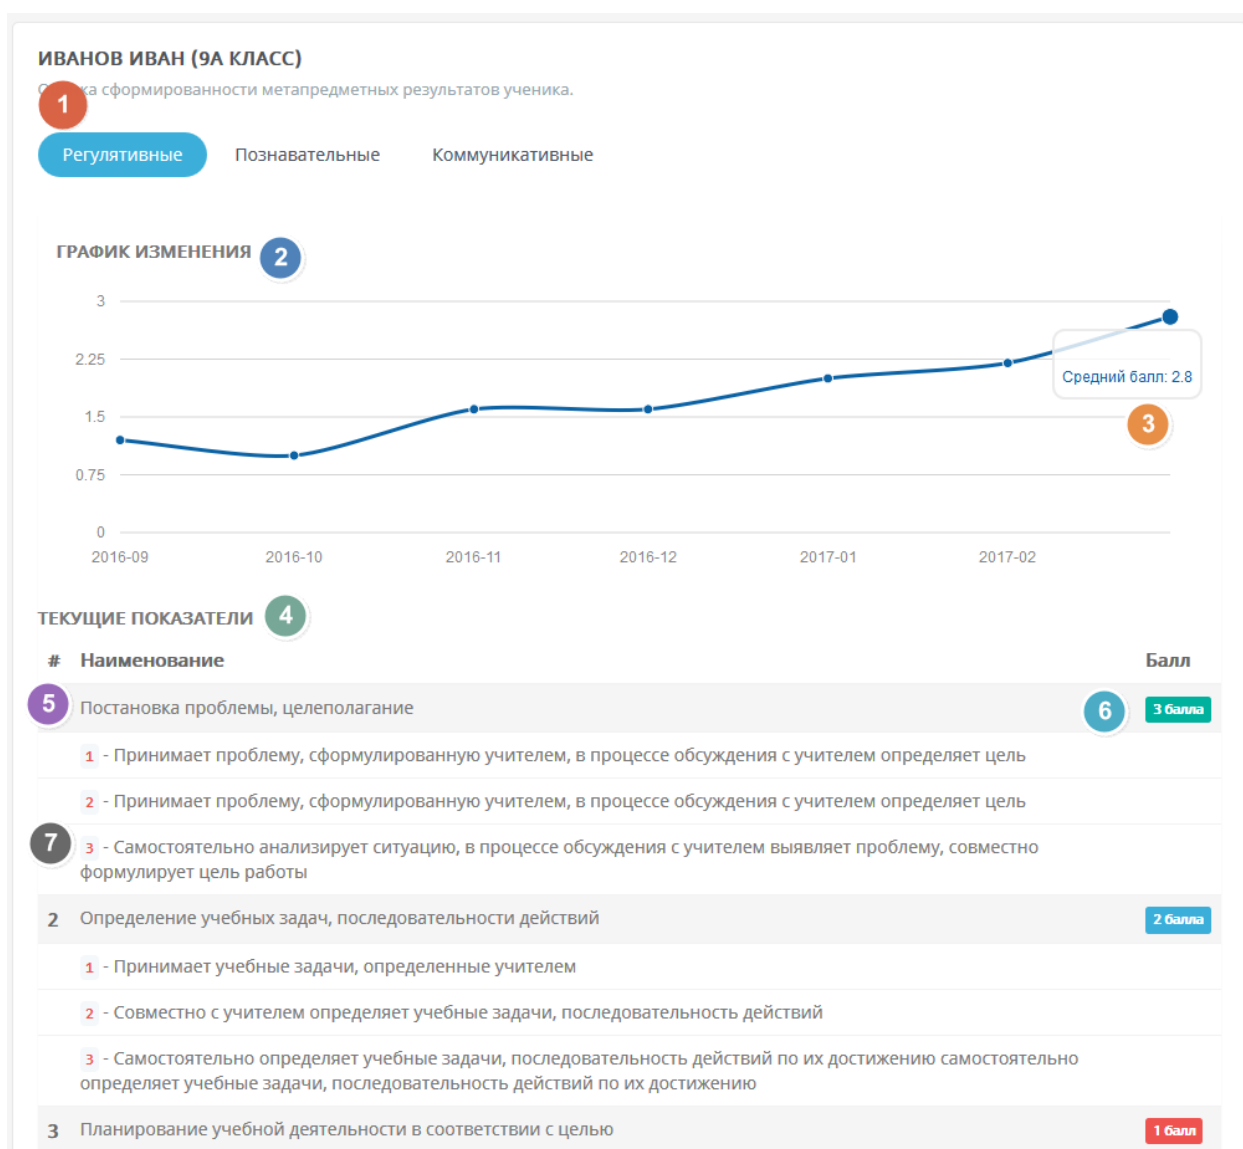 ИВАНОВ ИВАН (9А КЛАСС)
сформированности метапредметных результатов ученика.
1
Регулятивные Познавательные Коммуникативные
ГРАФИК ИЗМЕНЕНИЯ 2
3
2.25
Средний балл: 2.8
1.5
3
0.75
0
2016-09 2016-10 2016-11 2016-12 2017-01 2017-02
ТЕКУЩИЕ ПОКАЗАТЕЛИ 4
# Наименование Балл
5 Постановка проблемы, целеполагание 6 3 балла
1 - Принимает проблему, сформулированную учителем, в процессе обсуждения с учителем определяет цель
2 - Принимает проблему, сформулированную учителем, в процессе обсуждения с учителем определяет цель
7 3 - Самостоятельно анализирует ситуацию, в процессе обсуждения с учителем выявляет проблему, совместно
формулирует цель работы
2 Определение учебных задач, последовательности действий 2 балла
1 - Принимает учебные задачи, определенные учителем
2 - Совместно с учителем определяет учебные задачи, последовательность действий
3 - Самостоятельно определяет учебные задачи, последовательность действий по их достижению самостоятельно
определяет учебные задачи, последовательность действий по их достижению
3 Планирование учебной деятельности в соответствии с целью 1 балл